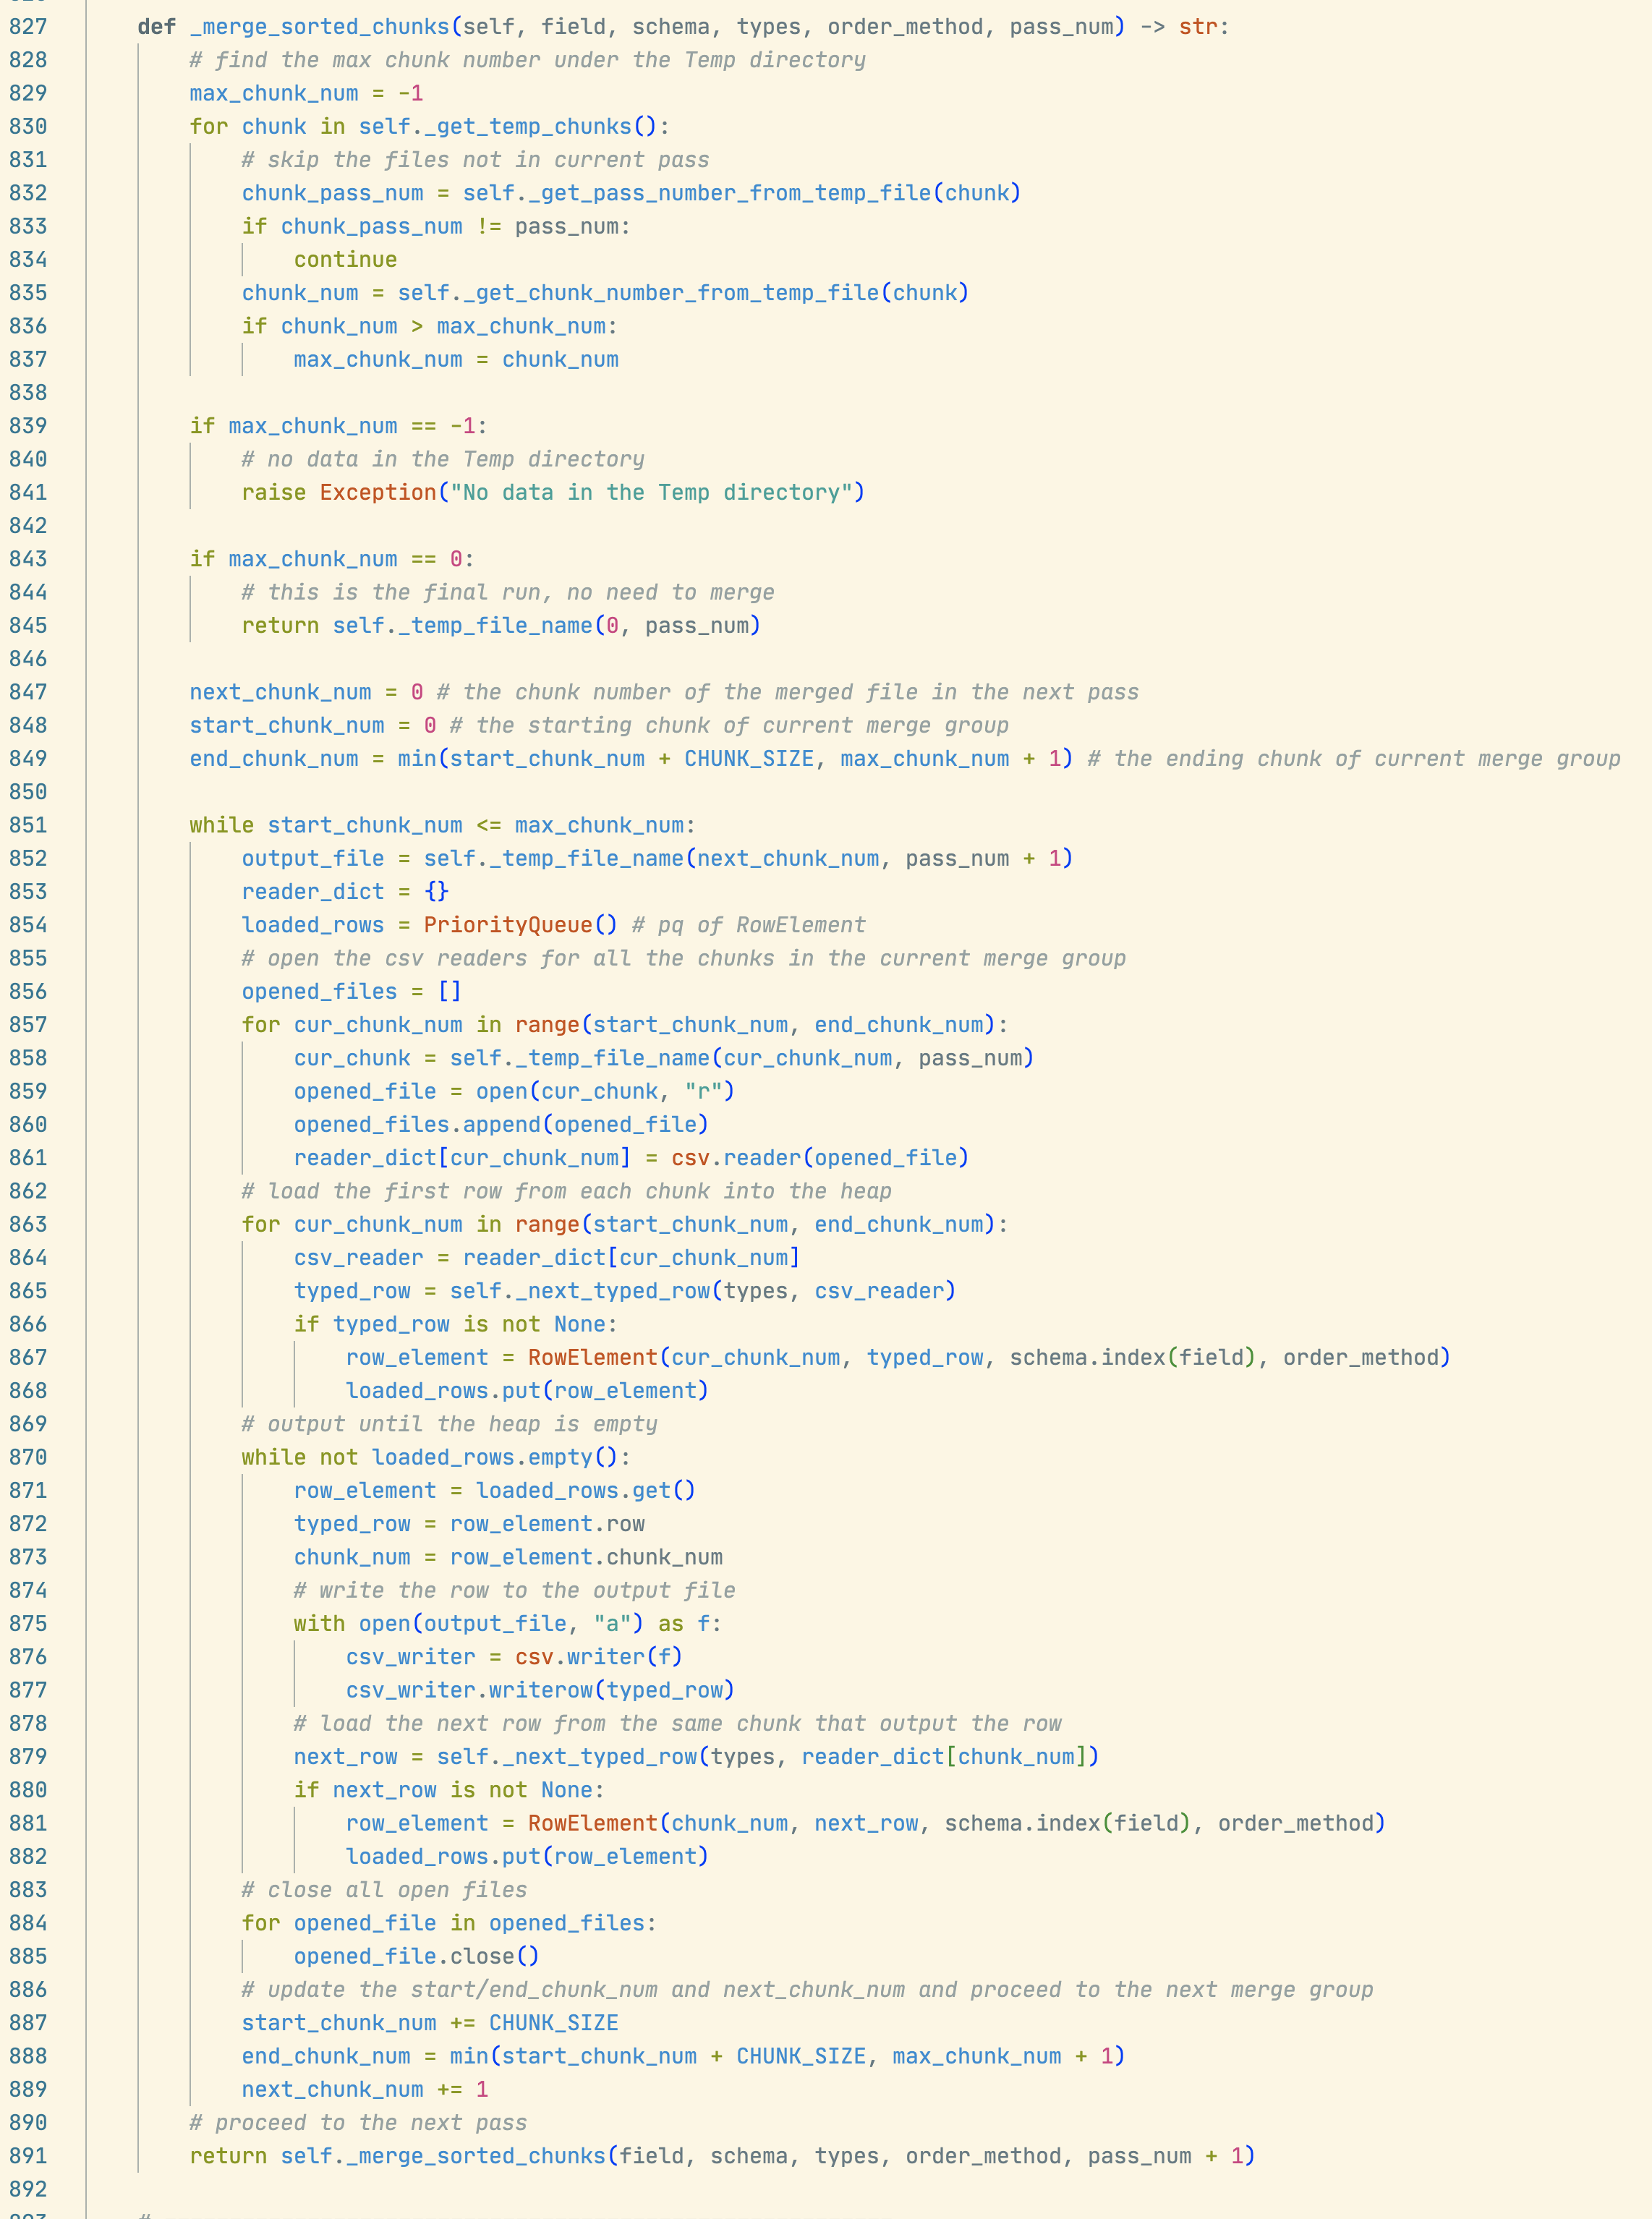 827 def _merge_sorted_chunks(self, field, schema, types, order_method, pass_num) -> str:
828 # find the max chunk number under the Temp directory
829 max_chunk_num = -1
830 for chunk in self._get_temp_chunks():
831 # skip the files not in current pass
832 chunk_pass_num = self._get_pass_number_from_temp_file(chunk)
833 if chunk_pass_num != pass_num:
834 continue
835 chunk_num = self._get_chunk_number_from_temp_file(chunk)
836 if chunk_num > max_chunk_num:
837 max_chunk_num = chunk_num
838
839 if max_chunk_num == -1:
840 # no data in the Temp directory
841 raise Exception("No data in the Temp directory")
842
843 if max_chunk_num == 0:
844 # this is the final run, no need to merge
845 return self._temp_file_name(0, pass_num)
846
847 next_chunk_num = 0 # the chunk number of the merged file in the next pass
848 start_chunk_num = 0 # the starting chunk of current merge group
849 end_chunk_num = min(start_chunk_num + CHUNK_SIZE, max_chunk_num + 1) # the ending chunk of current merge group
850
851 while start_chunk_num <= max_chunk_num:
852 output_file = self._temp_file_name(next_chunk_num, pass_num + 1)
853 reader_dict = {}
854 loaded_rows = PriorityQueue() # pq of RowElement
855 # open the csv readers for all the chunks in the current merge group
856 opened_files = []
857 for cur_chunk_num in range(start_chunk_num, end_chunk_num):
858 cur_chunk = self._temp_file_name(cur_chunk_num, pass_num)
859 opened_file = open(cur_chunk, "r")
860 opened_files.append(opened_file)
861 reader_dict[cur_chunk_num] = csv.reader(opened_file)
862 # load the first row from each chunk into the heap
863 for cur_chunk_num in range(start_chunk_num, end_chunk_num):
864 csv_reader = reader_dict[cur_chunk_num]
865 typed_row = self._next_typed_row(types, csv_reader)
866 if typed_row is not None:
867 row_element = RowElement(cur_chunk_num, typed_row, schema.index(field), order_method)
868 loaded_rows.put(row_element)
869 # output until the heap is empty
870 while not loaded_rows.empty():
871 row_element = loaded_rows.get()
872 typed_row = row_element.row
873 chunk_num = row_element.chunk_num
874 # write the row to the output file
875 with open(output_file, "a") as f:
876 csv_writer = csv.writer(f)
877 csv_writer.writerow(typed_row)
878 # load the next row from the same chunk that output the row
879 next_row = self._next_typed_row(types, reader_dict[chunk_num])
880 if next_row is not None:
881 row_element = RowElement(chunk_num, next_row, schema.index(field), order_method)
882 loaded_rows.put(row_element)
883 # close all open files
884 for opened_file in opened_files:
885 opened_file.close()
886 # update the start/end_chunk_num and next_chunk_num and proceed to the next merge group
887 start_chunk_num += CHUNK_SIZE
888 end_chunk_num = min(start_chunk_num + CHUNK_SIZE, max_chunk_num + 1)
889 next_chunk_num += 1
890 # proceed to the next pass
891 return self._merge_sorted_chunks(field, schema, types, order_method, pass_num + 1)
892